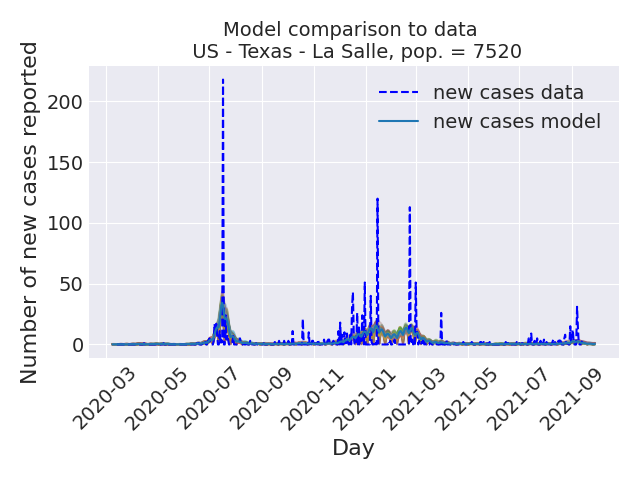 Model comparison to data
US - Texas - La Salle, pop. = 7520
Number of new cases reported
200
150
100
50
0
new cases data
new cases model
2020-03
2020-05
2020-07
2020-09
2020-11
2021-01
2021-03
2021-05
2021-07
2021-09
Day